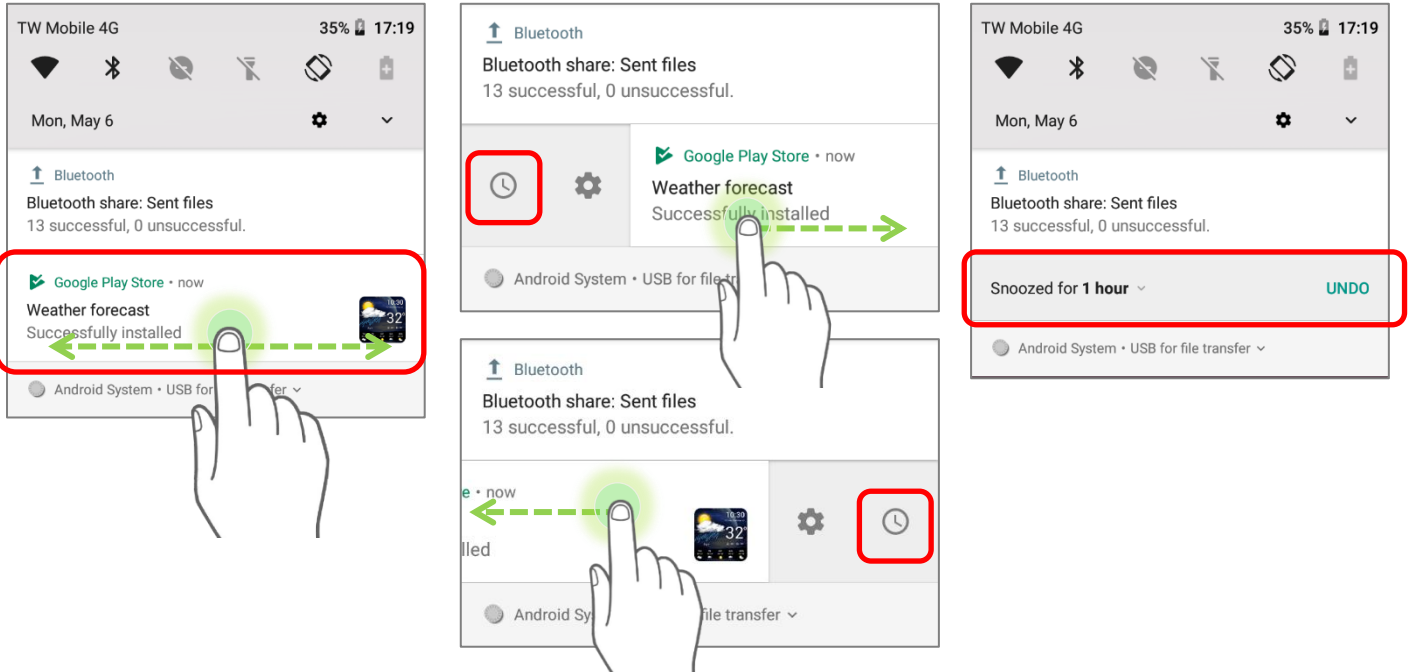 TW Mobile 4G 35% 17:19
Mon, May 6
Bluetooth
Bluetooth share: Sent files
13 successful, 0 unsuccessful.
Google Play Store • now
Weather forecast
Successfully installed
10:30
32°
Android System • USB for fer
Bluetooth
Bluetooth share: Sent files
13 successful, 0 unsuccessful.
Google Play Store • now
Weather forecast
Successfully installed
Android System • USB for file tr
Bluetooth
Bluetooth share: Sent files
13 successful, 0 unsuccessful.
e • now
lled
10:30
32°
Android Sy file transfer
TW Mobile 4G 35% 17:19
Mon, May 6
Bluetooth
Bluetooth share: Sent files
13 successful, 0 unsuccessful.
Snoozed for 1 hour UNDO
Android System • USB for file transfer